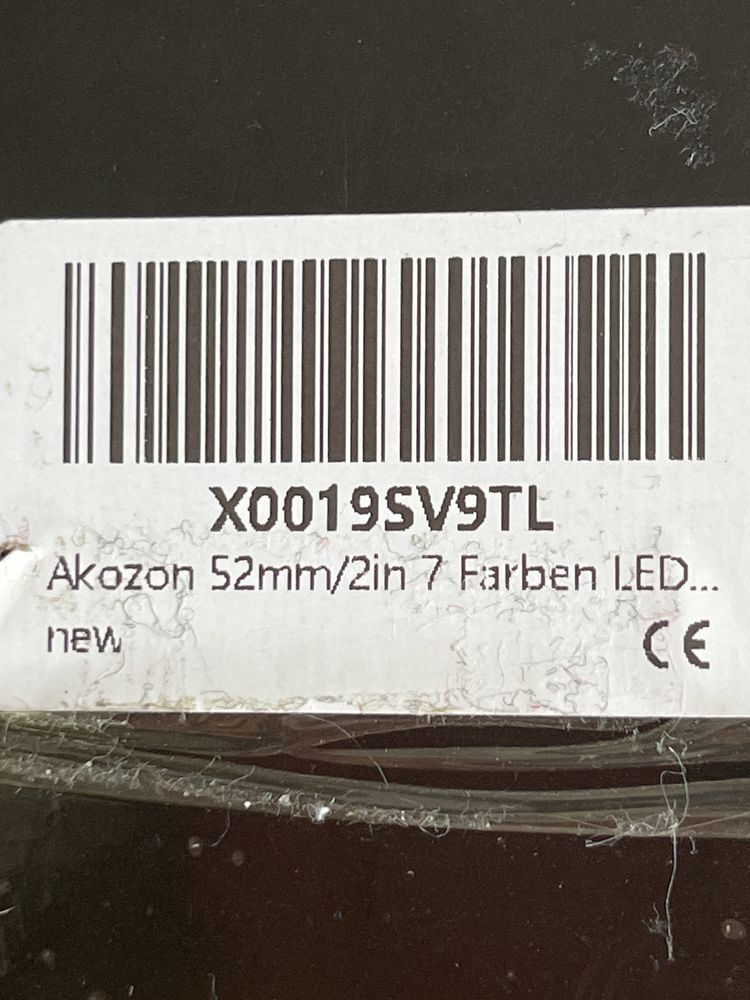 X0019SV9TL
Akozon 52mm/2in 7 Farben LED...
new CE